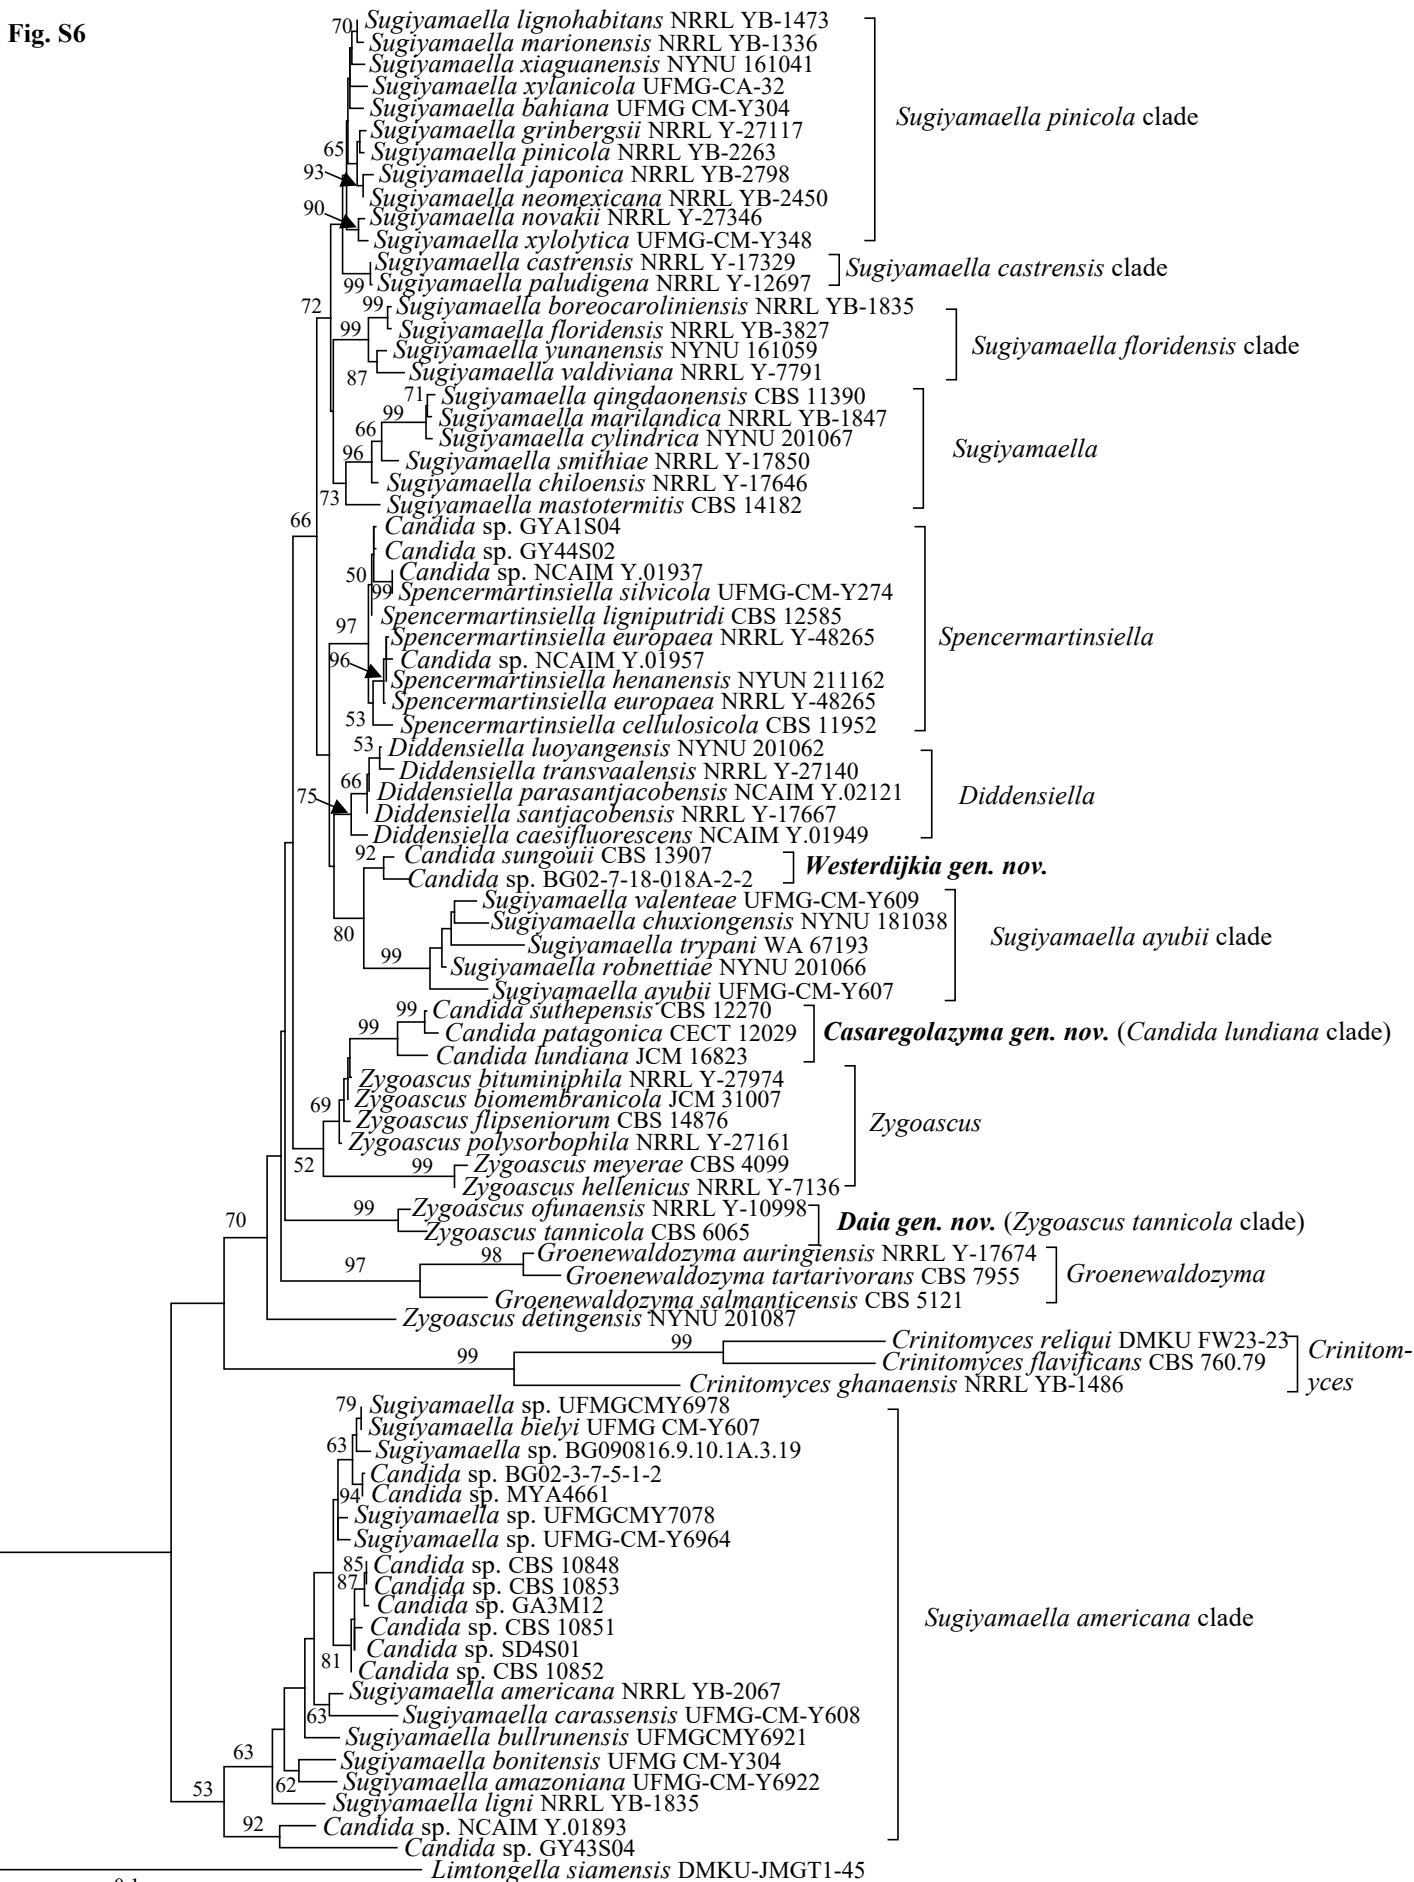 Fig. S6
70
Sugiyamaella lignohabitans NRRL YB-1473
Sugiyamaella marionensis NRRL YB-1336
Sugiyamaella xiaguanensis NYNU 161041
Sugiyamaella xylanicola UFMG-CA-32
Sugiyamaella bahiana UFMG CM-Y304
Sugiyamaella pinicola clade
Sugiyamaella grinbergsii NRRL Y-27117
65
Sugiyamaella pinicola NRRL YB-2263
93
Sugiyamaella japonica NRRL YB-2798
Sugiyamaella neomexicana NRRL YB-2450
90
Sugiyamaella novakii NRRL Y-27346
Sugiyamaella xylolytica UFMG-CM-Y348
Sugiyamaella castrensis NRRL Y-17329
Sugiyamaella castrensis clade
99
Sugiyamaella paludigena NRRL Y-12697
72
99
Sugiyamaella boreocaroliniensis NRRL YB-1835
99
Sugiyamaella floridensis NRRL YB-3827
Sugiyamaella floridensis clade
Sugiyamaella yunanensis NYNU 161059
87
Sugiyamaella valdiviana NRRL Y-7791
71
Sugiyamaella qingdaonensis CBS 11390
99
Sugiyamaella marilandica NRRL YB-1847
66
Sugiyamaella cylindrica NYNU 201067
Sugiyamaella
96
Sugiyamaella smithiae NRRL Y-17850
Sugiyamaella chiloensis NRRL Y-17646
73
Sugiyamaella mastotermitis CBS 14182
66
Candida sp. GYA1S04
Candida sp. GY44S02
50
Candida sp. NCAIM Y.01937
99
Spencermartinsiella silvicola UFMG-CM-Y274
Spencermartinsiella ligniputridi CBS 12585
97
Spencermartinsiella europaea NRRL Y-48265
Spencermartinsiella
96
Candida sp. NCAIM Y.01957
Spencermartinsiella henanensis NYUN 211162
Spencermartinsiella europaea NRRL Y-48265
53
Spencermartinsiella cellulosicola CBS 11952
53
Diddensiella luoyangensis NYNU 201062
66
Diddensiella transvaalensis NRRL Y-27140
75
Diddensiella parasantjacobensis NCAIM Y.02121
Diddensiella
Diddensiella santjacobensis NRRL Y-17667
Diddensiella caesifluorescens NCAIM Y.01949
92
Candida sungouii CBS 13907
Westerdijkia gen. nov.
Candida sp. BG02-7-18-018A-2-2
Sugiyamaella valenteae UFMG-CM-Y609
80
Sugiyamaella chuxiongensis NYNU 181038
Sugiyamaella ayubii clade
Sugiyamaella trypani WA 67193
99
Sugiyamaella robnettiae NYNU 201066
Sugiyamaella ayubii UFMG-CM-Y607
99
Candida suthepensis CBS 12270
99
Candida patagonica CECT 12029
Casaregolazyma gen. nov. (Candida lundiana clade)
Candida lundiana JCM 16823
Zygoascus bituminiphila NRRL Y-27974
69
Zygoascus biomembranicola JCM 31007
Zygoascus flipseniorum CBS 14876
Zygoascus
Zygoascus polysorbophila NRRL Y-27161
52
99
Zygoascus meyerae CBS 4099
Zygoascus hellenicus NRRL Y-7136
99
Zygoascus ofunaensis NRRL Y-10998
70
Daia gen. nov. (Zygoascus tannicola clade)
Zygoascus tannicola CBS 6065
98
Groenewaldozyma auringiensis NRRL Y-17674
97
Groenewaldozyma tartarivorans CBS 7955
Groenewaldozyma
Groenewaldozyma salmanticensis CBS 5121
Zygoascus detingensis NYNU 201087
99
Crinitomyces reliqui DMKU FW23-23
Crinitom-
99
Crinitomyces flavificans CBS 760.79
yces
Crinitomyces ghanaensis NRRL YB-1486
79
Sugiyamaella sp. UFMGCMY6978
Sugiyamaella bielyi UFMG CM-Y607
63
Sugiyamaella sp. BG090816.9.10.1A.3.19
Candida sp. BG02-3-7-5-1-2
94
Candida sp. MYA4661
Sugiyamaella sp. UFMGCMY7078
Sugiyamaella sp. UFMG-CM-Y6964
85
Candida sp. CBS 10848
87
Candida sp. CBS 10853
Candida sp. GA3M12
Sugiyamaella americana clade
Candida sp. CBS 10851
Candida sp. SD4S01
81
Candida sp. CBS 10852
Sugiyamaella americana NRRL YB-2067
63
Sugiyamaella carassensis UFMG-CM-Y608
Sugiyamaella bullrunensis UFMGCMY6921
63
Sugiyamaella bonitensis UFMG CM-Y304
53
62
Sugiyamaella amazoniana UFMG-CM-Y6922
Sugiyamaella ligni NRRL YB-1835
92
Candida sp. NCAIM Y.01893
Candida sp. GY43S04
Limtongella siamensis DMKU-JMGT1-45